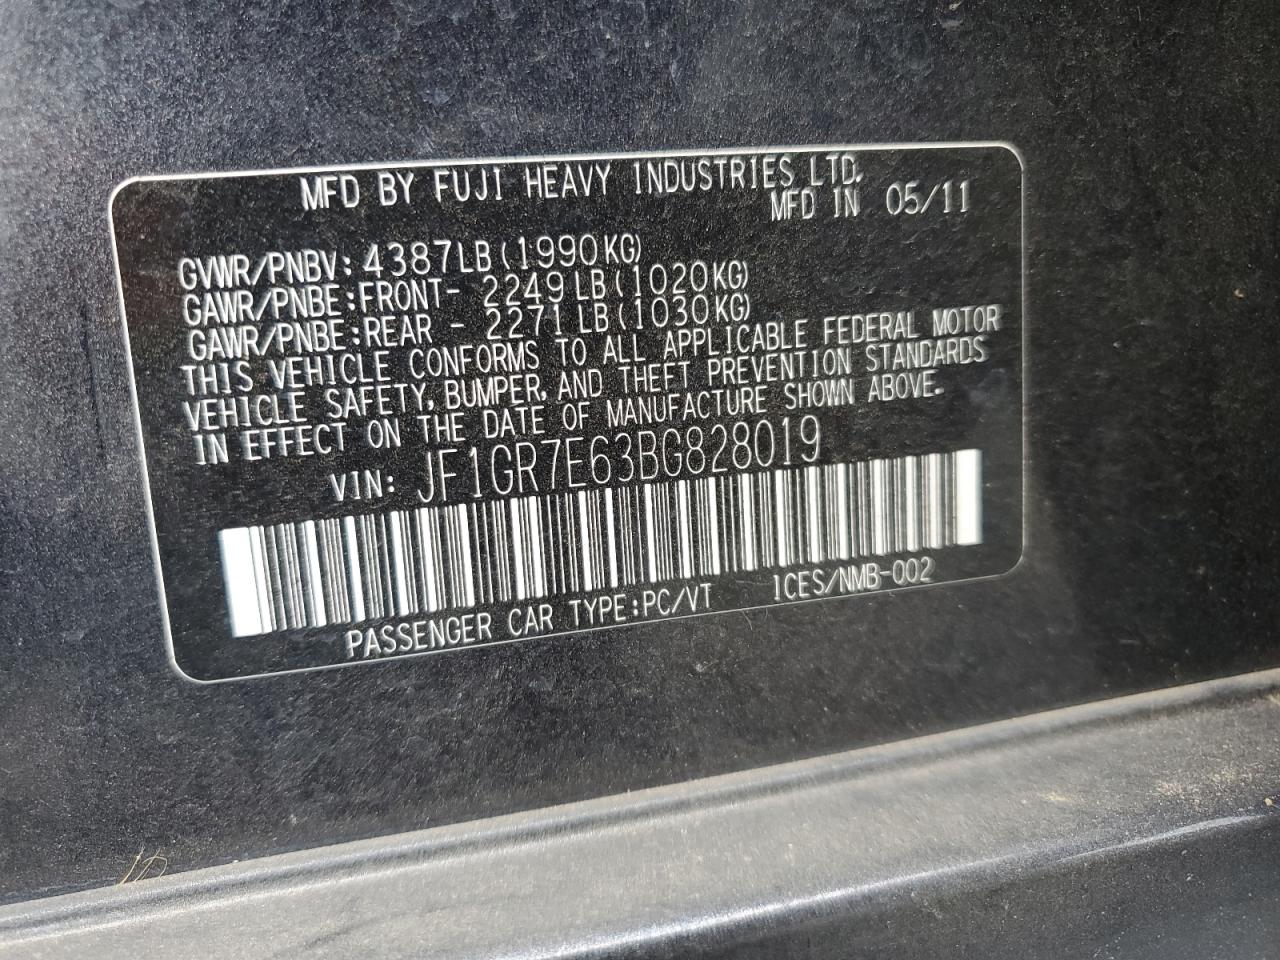 MFD BY FUJI HEAVY INDUSTRIES LTD.
MFD IN 05/11
GVWR/PNBV: 4387LB (1990KG)
GAWR/PNBE:FRONT- 2249LB (1020KG)
GAWR/PNBE:REAR - 2271LB (1030KG)
THIS VEHICLE CONFORMS TO ALL APPLICABLE FEDERAL MOTOR
VEHICLE SAFETY, BUMPER, AND THEFT PREVENTION STANDARDS
IN EFFECT ON THE DATE OF MANUFACTURE SHOWN ABOVE.
VIN: JF1GR7E63BG828019
PASSENGER CAR TYPE:PC/VT ICES/NMB-002